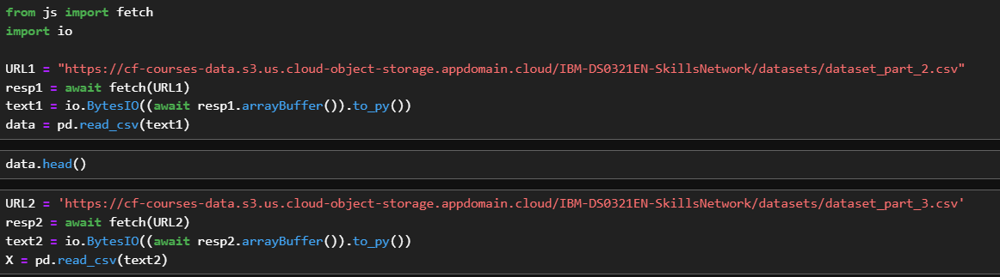 from js import fetch
import io
URL1 = "https://cf-courses-data.s3.us.cloud-object-storage.appdomain.cloud/IBM-DS0321EN-SkillsNetwork/datasets/dataset_part_2.csv"
resp1 = await fetch(URL1)
text1 = io.BytesIO((await resp1.arrayBuffer()).to_py())
data = pd.read_csv(text1)
data.head()
URL2 = 'https://cf-courses-data.s3.us.cloud-object-storage.appdomain.cloud/IBM-DS0321EN-SkillsNetwork/datasets/dataset_part_3.csv'
resp2 = await fetch(URL2)
text2 = io.BytesIO((await resp2.arrayBuffer()).to_py())
X = pd.read_csv(text2)